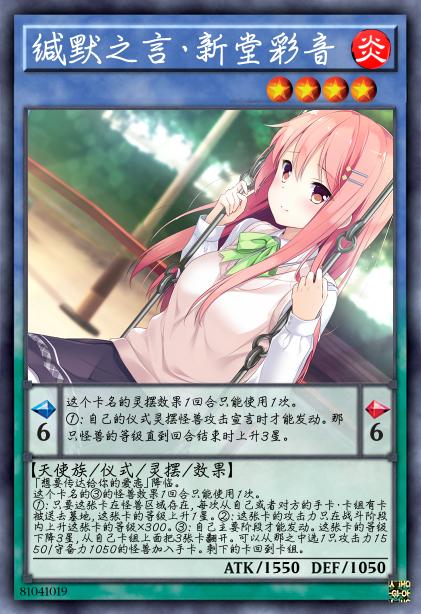 缄默之言·新堂彩音
炎
这个卡名的灵摆效果1回合只能使用1次。
①:自己的仪式灵摆怪兽攻击宣言时才能发动。那
只怪兽的等级直到回合结束时上升3星。
6
6
【天使族/仪式/灵摆/效果】
「想要传达给你的爱恋」降临。
这个卡名的③的怪兽效果1回合只能使用1次。
①:只要这张卡在怪兽区域存在,每次从自己或者对方的手卡·卡组有卡
被送去墓地,这张卡的等级上升1星。②:这张卡的攻击力只在战斗阶段
内上升这张卡的等级×300。③:自己主要阶段才能发动。这张卡的等级
下降3星,从自己卡组上面把3张卡翻开。可以从那之中选1只攻击力15
50/守备力1050的怪兽加入手卡。剩下的卡回到卡组。
ATK/1550 DEF/1050
81041019